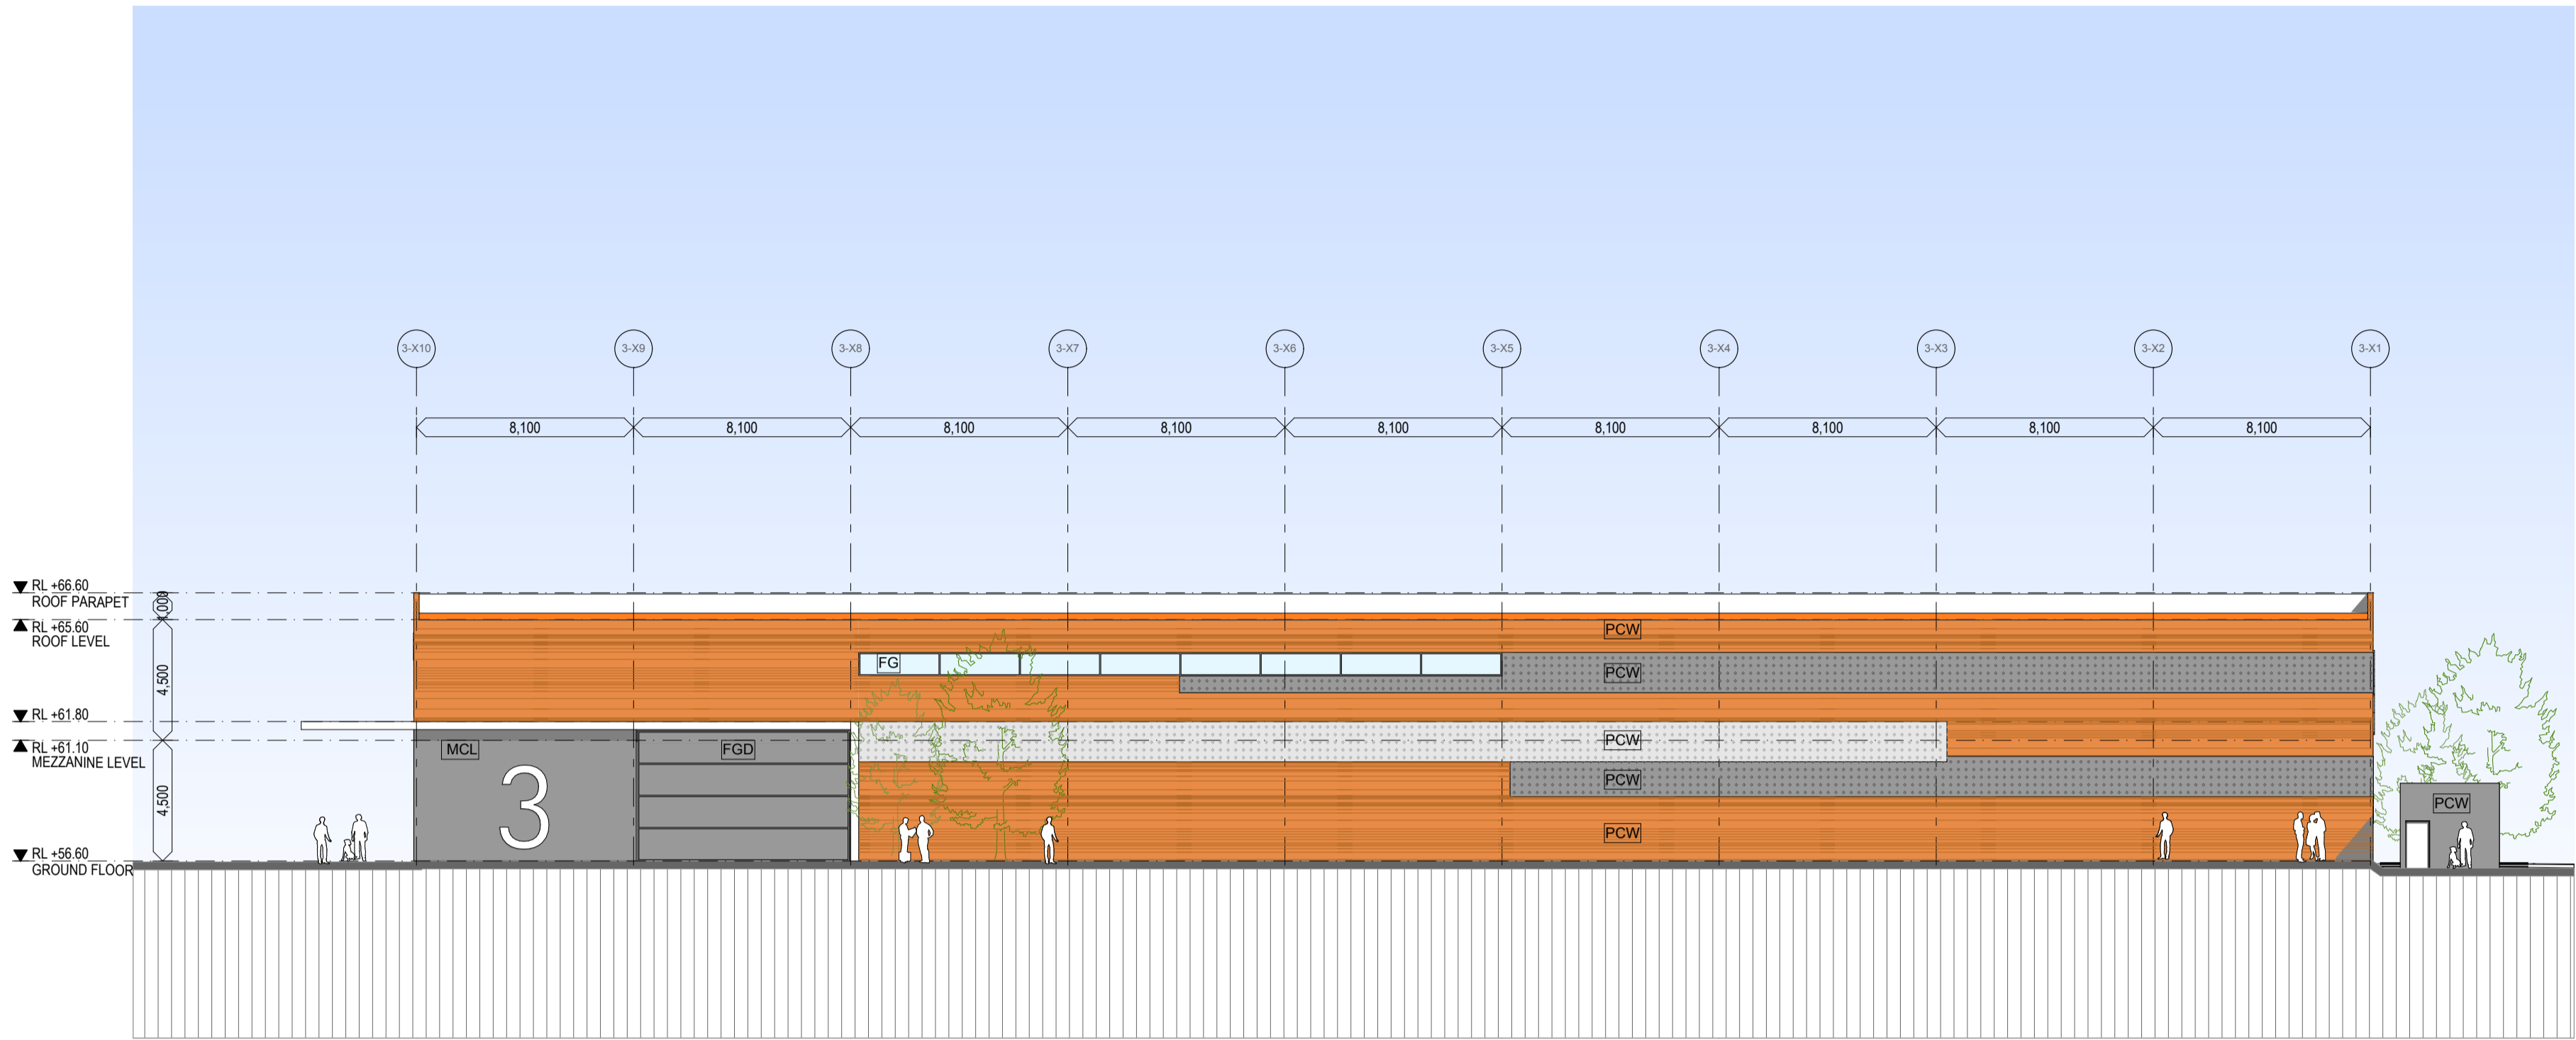 3-X10
3-X9
3-X8
3-X7
3-X6
3-X5
3-X4
3-X3
3-X2
3-X1
8,100
8,100
8,100
8,100
8,100
8,100
8,100
8,100
8,100
RL +66.60
ROOF PARAPET
1,000
RL +65.60
ROOF LEVEL
4,500
RL +61.80
RL +61.10
MEZZANINE LEVEL
4,500
RL +56.60
GROUND FLOOR
PCW
FG
PCW
MCL
FGD
PCW
3
PCW
PCW
PCW